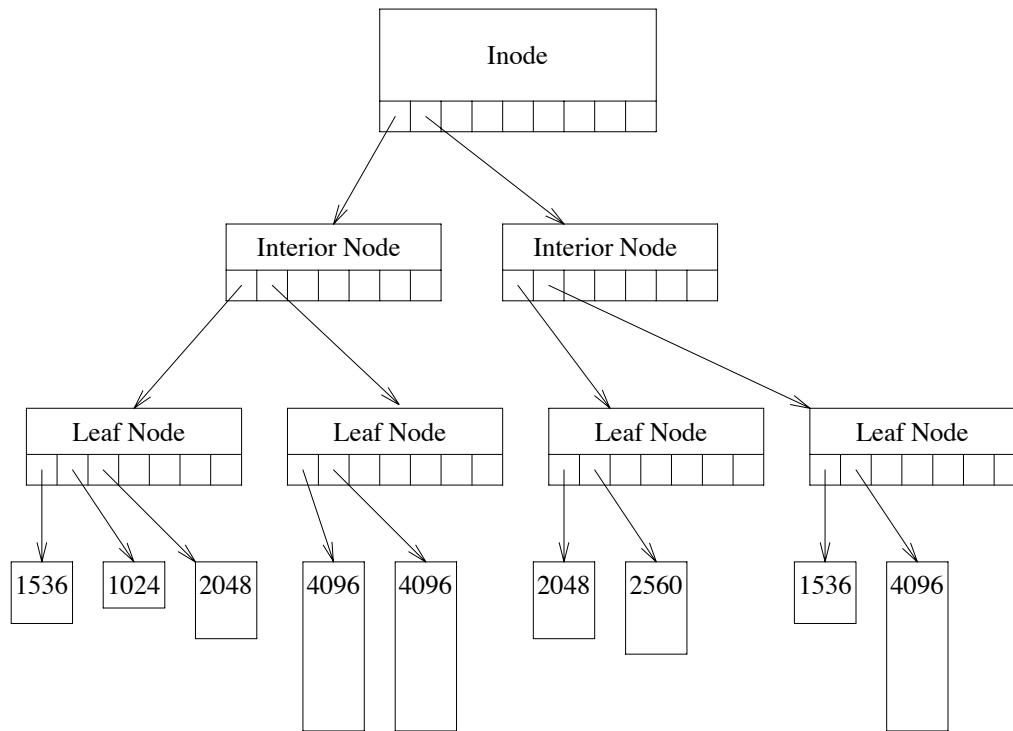 Inode
Interior Node Interior Node
Leaf Node Leaf Node Leaf Node Leaf Node
1536 1024 2048 4096 4096 2048 2560 1536 4096